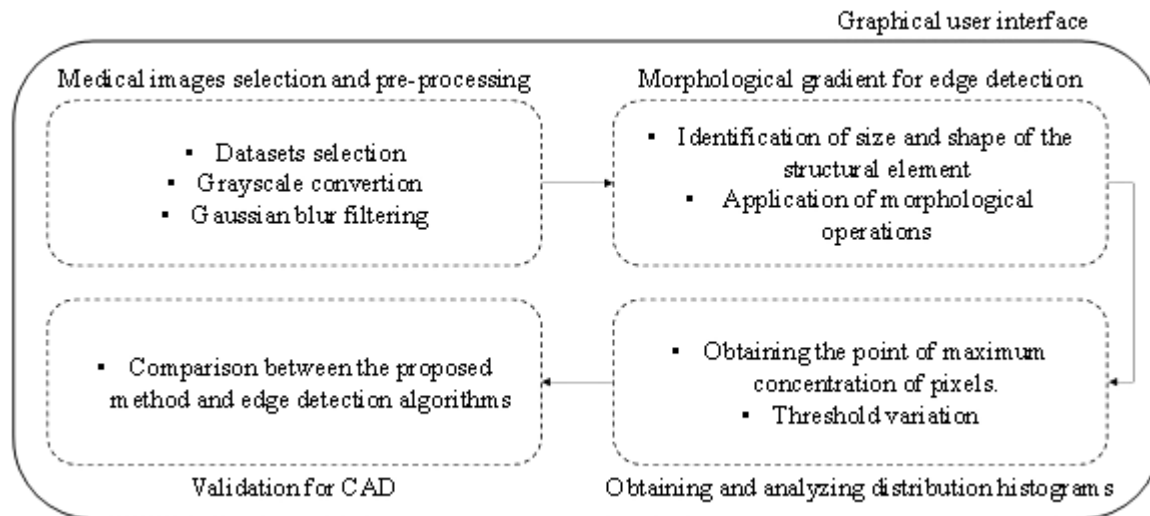 Graphical user interface
Medical images selection and pre-processing
▪ Datasets selection
▪ Grayscale convertion
▪ Gaussian blur filtering
Morphological gradient for edge detection
▪ Identification of size and shape of the
structural element
▪ Application of morphological
operations
▪ Obtaining the point of maximum
concentration of pixels.
▪ Threshold variation
Obtaining and analyzing distribution histograms
▪ Comparison between the proposed
method and edge detection algorithms
Validation for CAD